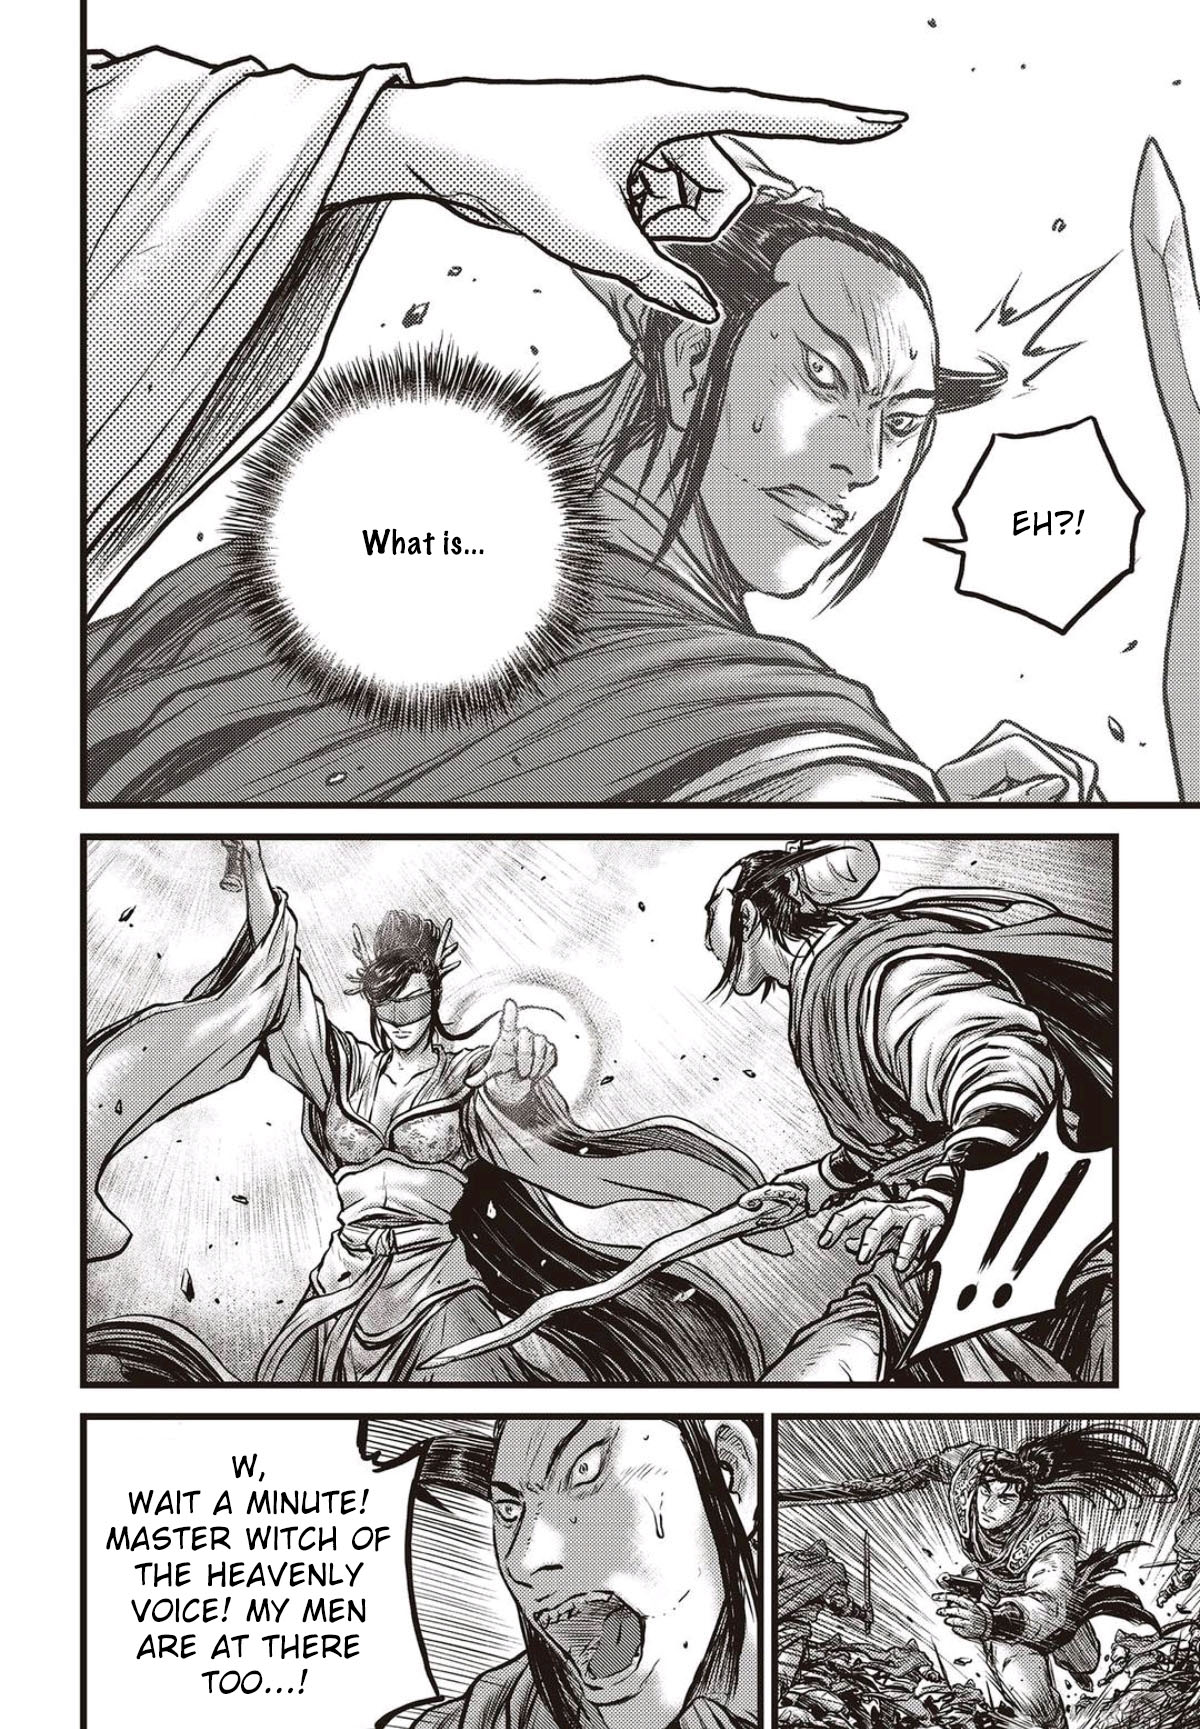 EH?!
What is...
!!
W,
WAIT A MINUTE!
MASTER WITCH OF
THE HEAVENLY
VOICE! MY MEN
ARE AT THERE
TOO...!